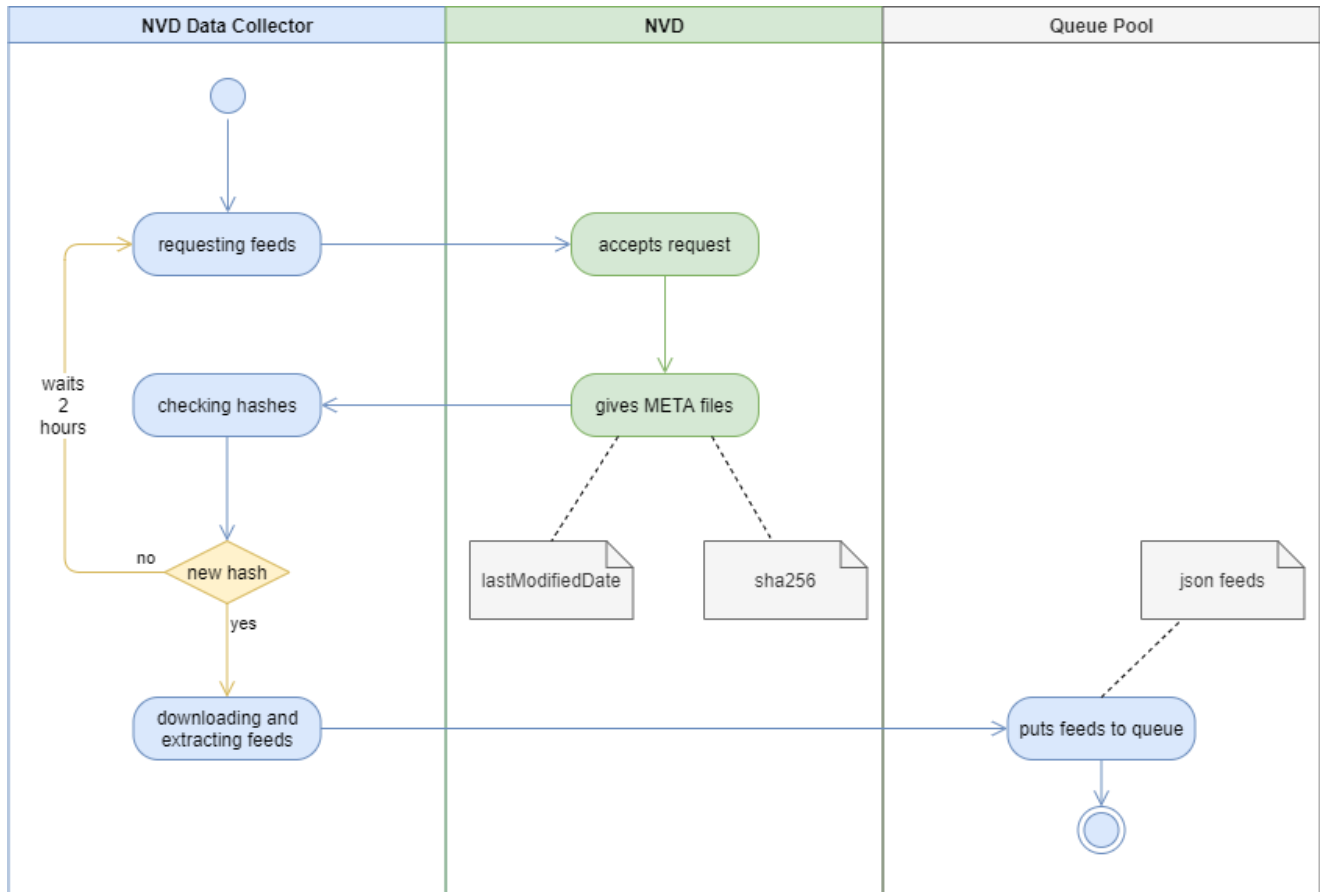 NVD Data Collector
NVD
Queue Pool
requesting feeds
accepts request
waits
2
hours
checking hashes
gives META files
no
new hash
lastModifiedDate
sha256
json feeds
yes
downloading and
extracting feeds
puts feeds to queue